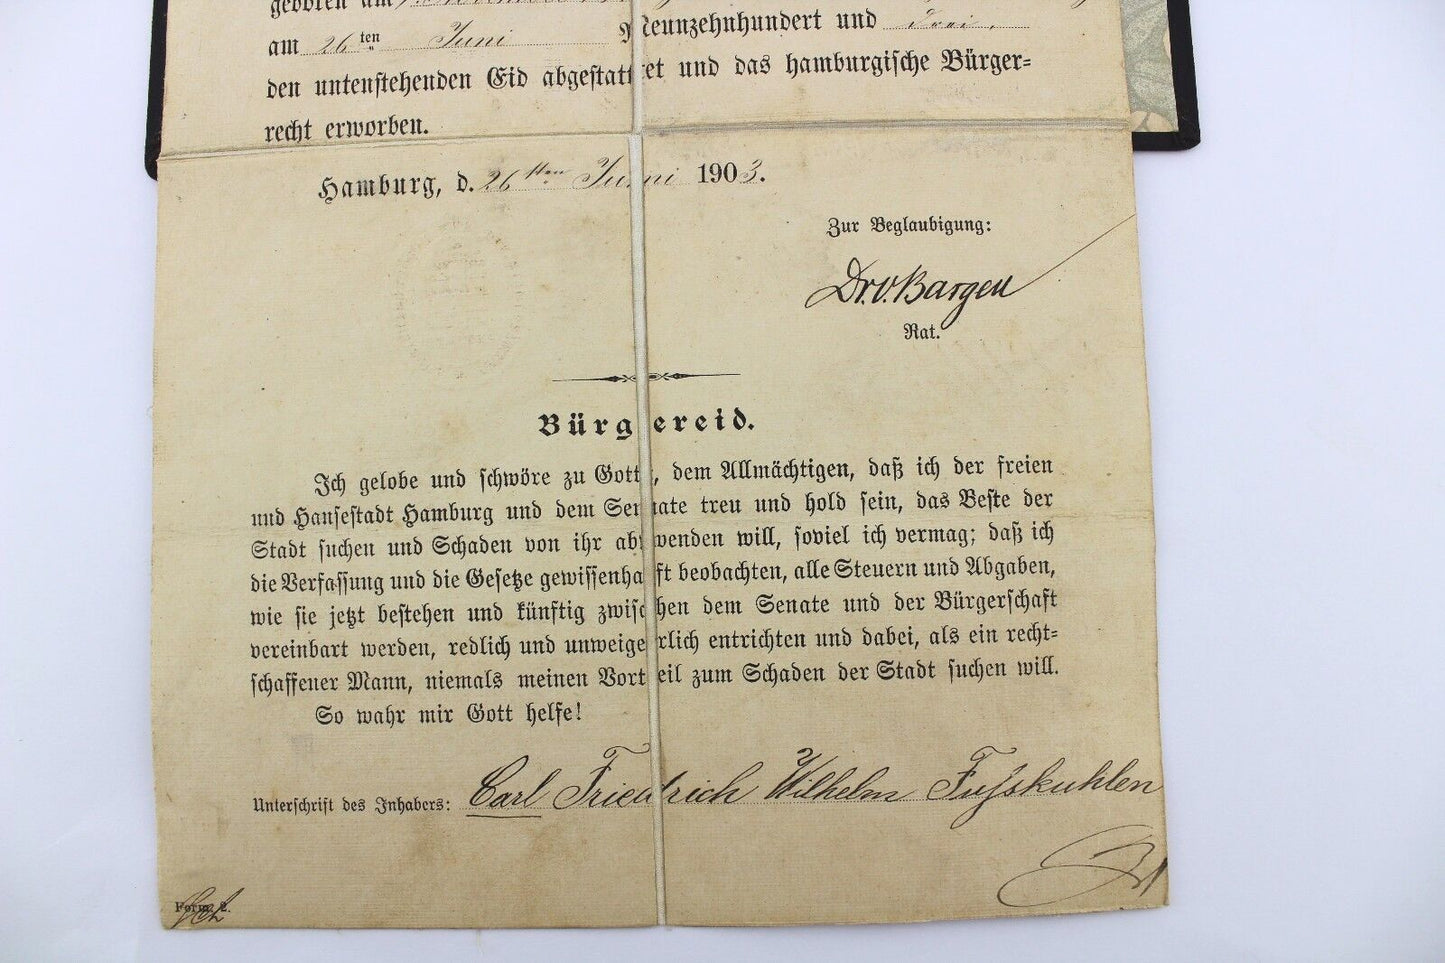 geboren am
am 26ten Juni Neunzehnhundert und drei,
den untenstehenden Eid abgestattet und das hamburgische Bürger=
recht erworben.
Hamburg, d. 26sten Juni 1903.
Zur Beglaubigung:
Dr. v. Bargen
Rat.
Bürgereid.
Ich gelobe und schwöre zu Gott, dem Allmächtigen, daß ich der freien
und Hansestadt Hamburg und dem Senate treu und hold sein, das Beste der
Stadt suchen und Schaden von ihr abwenden will, soviel ich vermag; daß ich
die Verfassung und die Gesetze gewissenhaft beobachten, alle Steuern und Abgaben,
wie sie jetzt bestehen und künftig zwischen dem Senate und der Bürgerschaft
vereinbart werden, redlich und unweigerlich entrichten und dabei, als ein recht=
schaffener Mann, niemals meinen Vorteil zum Schaden der Stadt suchen will.
So wahr mir Gott helfe!
Unterschrift des Inhabers: Carl Friedrich Wilhelm Fusskuhlen
Form. 2.